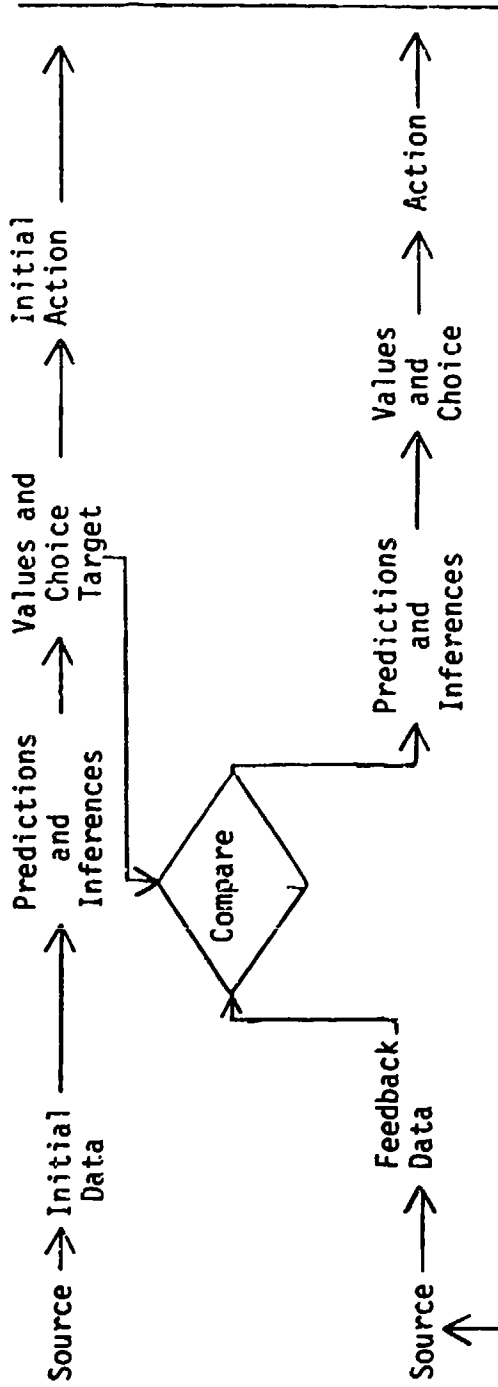 Source
Initial
Data
Predictions
and
Inferences
Values and
Choice
Target
Initial
Action
Compare
Source
Feedback
Data
Predictions
and
Inferences
Values
and
Choice
Action